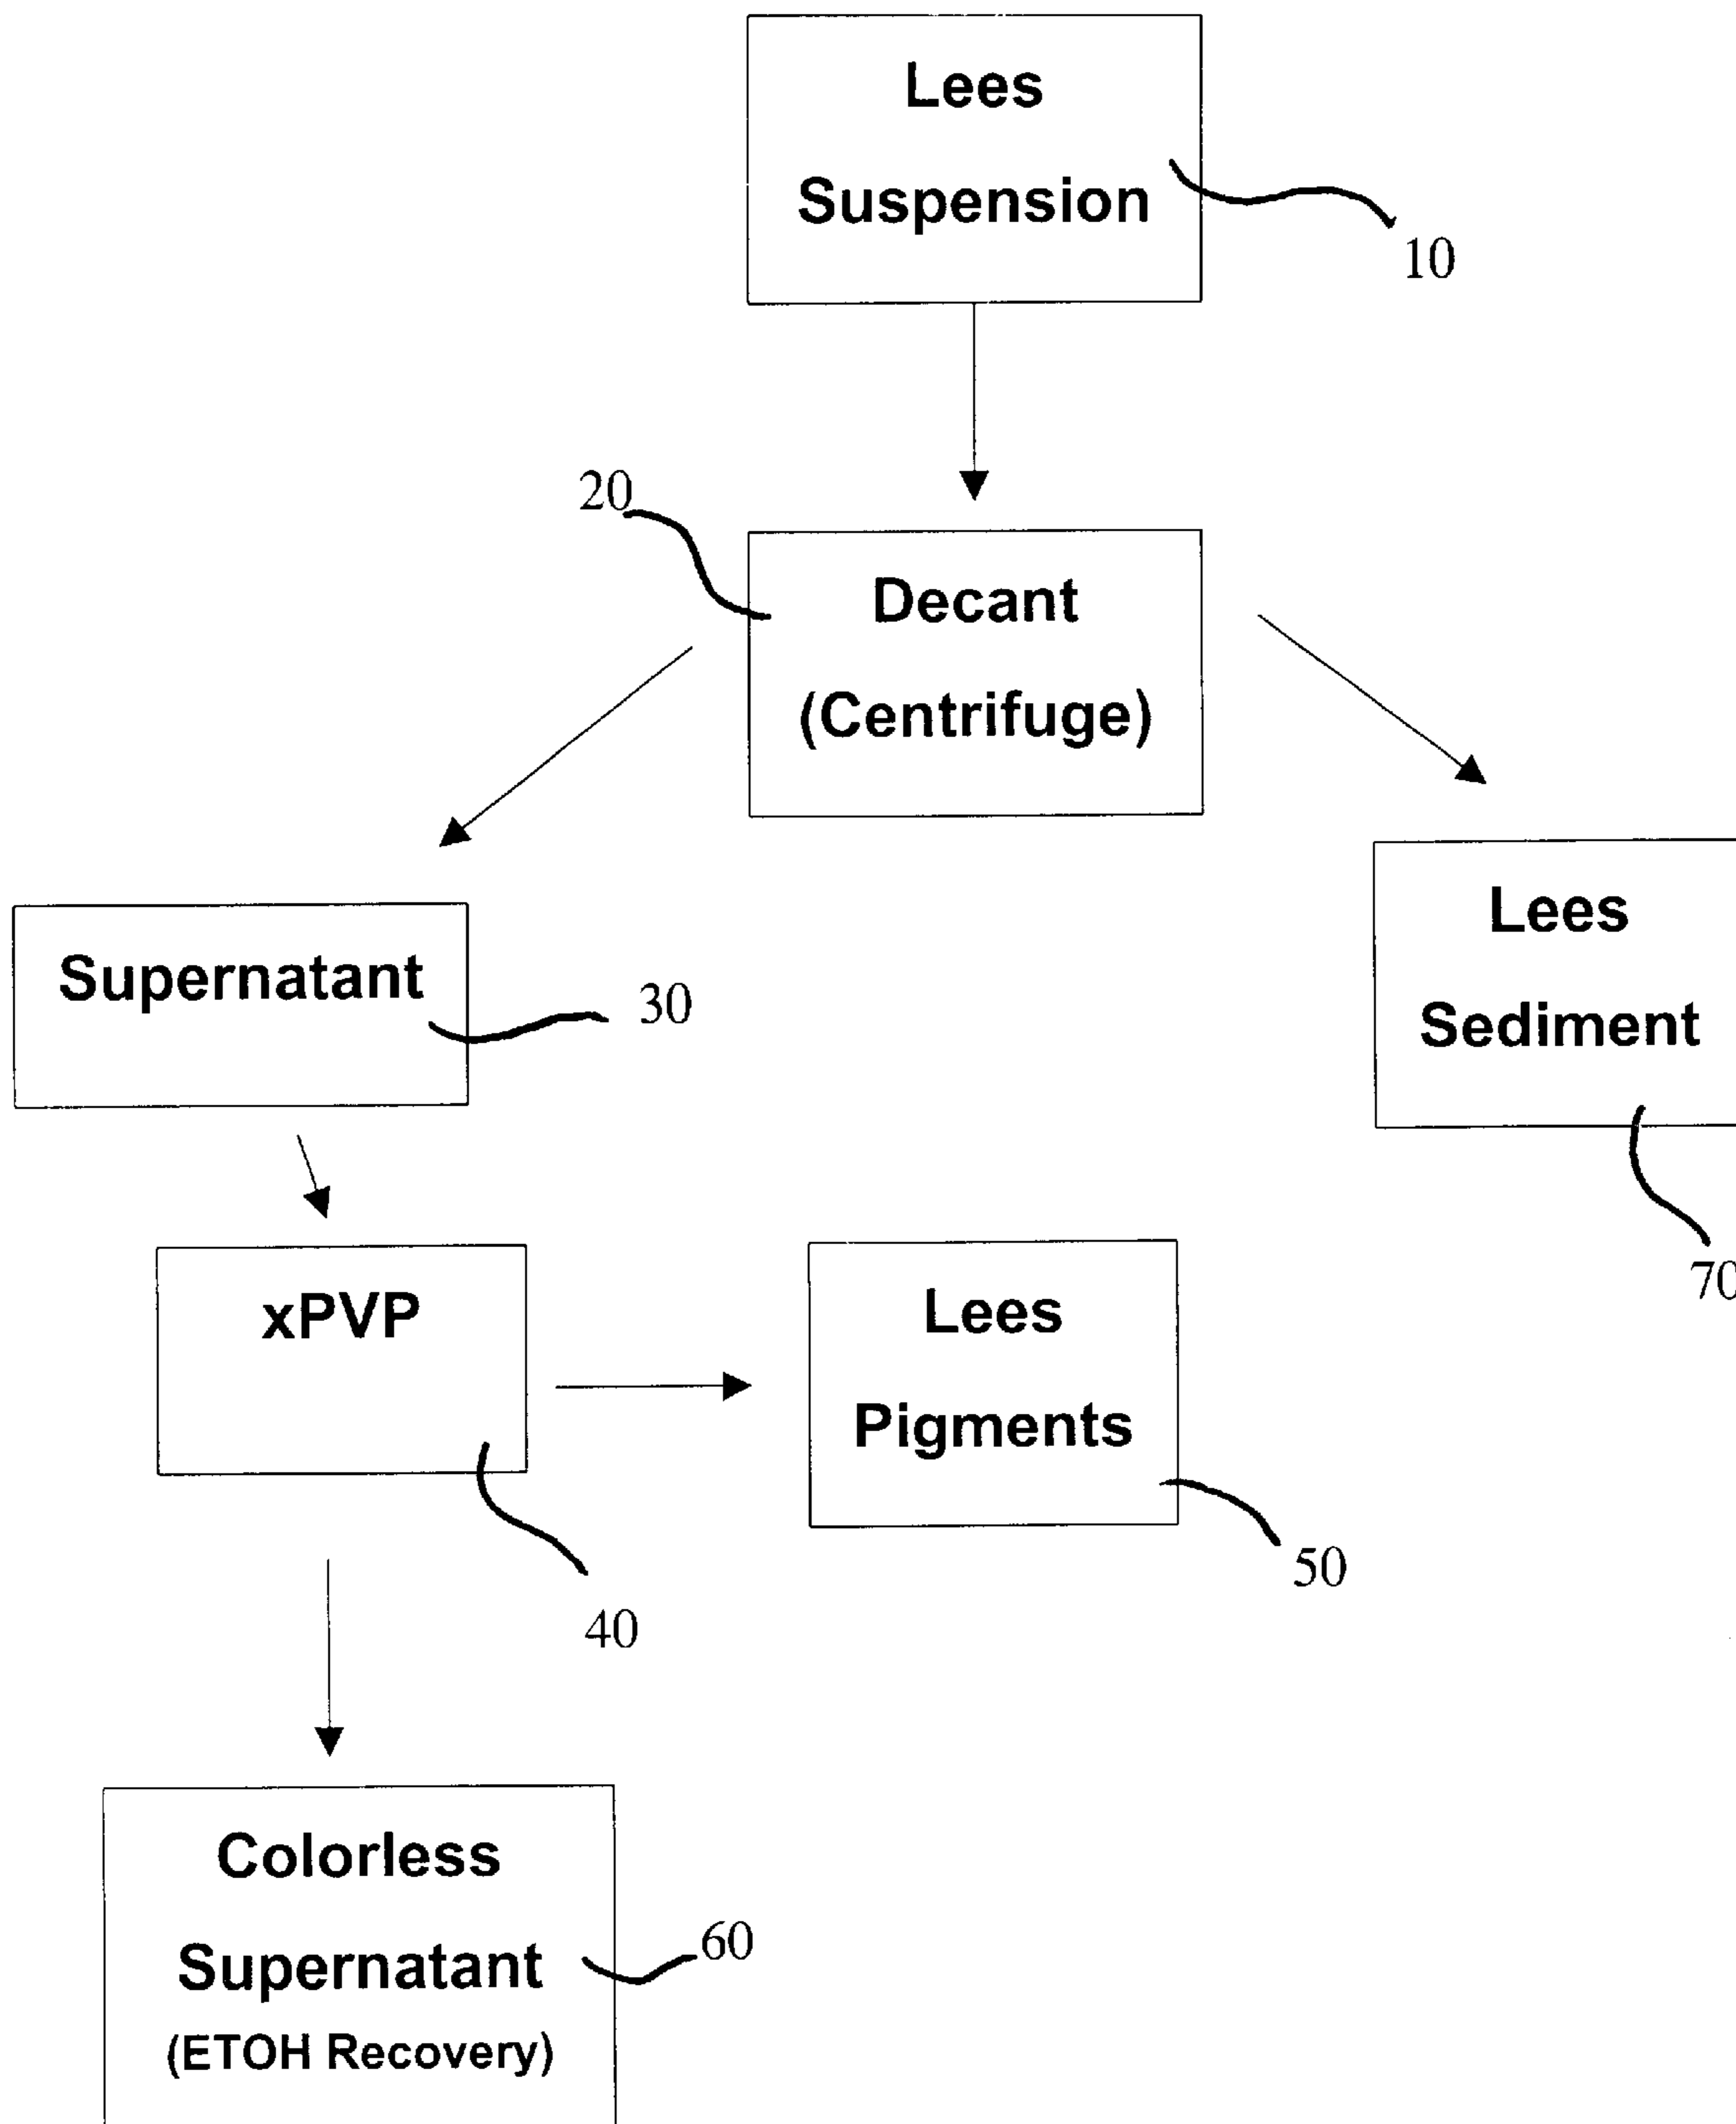 Lees
Suspension
10
20
Decant
(Centrifuge)
Supernatant
30
Lees
Sediment
70
xPVP
40
Lees
Pigments
50
Colorless
Supernatant
(ETOH Recovery)
60